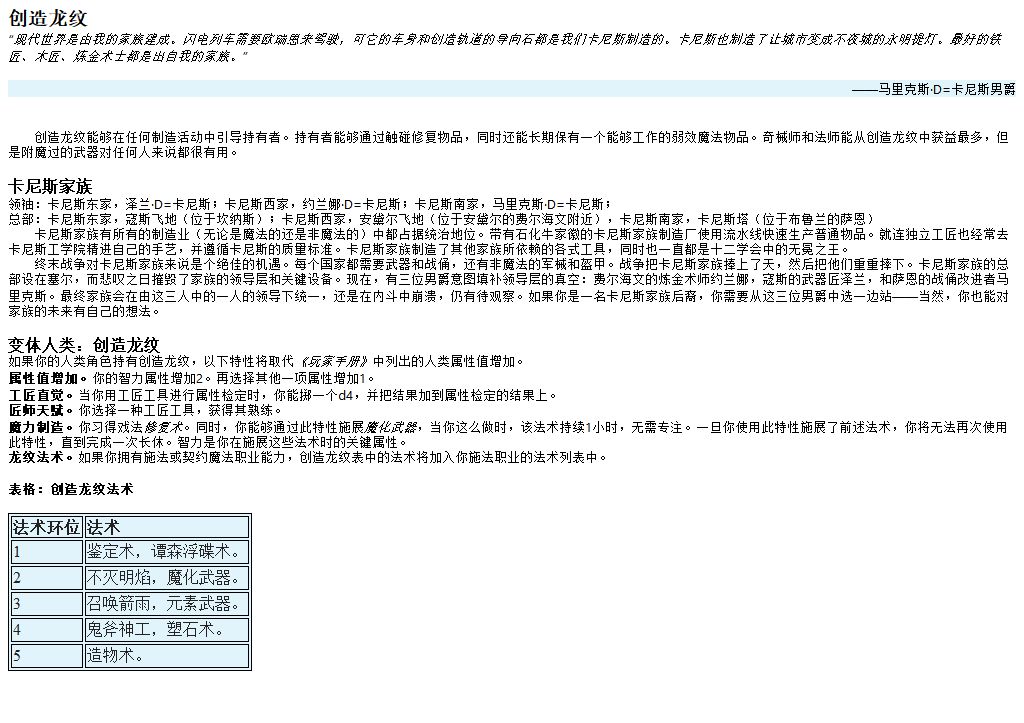 创造龙纹
“现代世界是由我的家族建成。闪电列车需要欧瑞恩来驾驶，可它的车身和创造轨道的导向石都是我们卡尼斯制造的。卡尼斯也制造了让城市变成不夜城的永明提灯。最好的铁
匠、木匠、炼金术士都是出自我的家族。”
——马里克斯·D=卡尼斯男爵
创造龙纹能够在任何制造活动中引导持有者。持有者能够通过触碰修复物品，同时还能长期保有一个能够工作的弱效魔法物品。奇械师和法师能从创造龙纹中获益最多，但
是附魔过的武器对任何人来说都很有用。
卡尼斯家族
领袖：卡尼斯东家，泽兰·D=卡尼斯；卡尼斯西家，约兰娜·D=卡尼斯；卡尼斯南家，马里克斯·D=卡尼斯；
总部：卡尼斯东家，寇斯飞地（位于坎纳斯）；卡尼斯西家，安黛尔飞地（位于安黛尔的费尔海文附近），卡尼斯南家，卡尼斯塔（位于布鲁兰的萨恩）
卡尼斯家族有所有的制造业（无论是魔法的还是非魔法的）中都占据统治地位。带有石化牛家徽的卡尼斯家族制造厂使用流水线快速生产普通物品。就连独立工匠也经常去
卡尼斯工学院精进自己的手艺，并遵循卡尼斯的质量标准。卡尼斯家族制造了其他家族所依赖的各式工具，同时也一直都是十二学会中的无冕之王。
终末战争对卡尼斯家族来说是个绝佳的机遇。每个国家都需要武器和战俑，还有非魔法的军械和盔甲。战争把卡尼斯家族捧上了天，然后把他们重重摔下。卡尼斯家族的总
部设在塞尔，而悲叹之日摧毁了家族的领导层和关键设备。现在，有三位男爵意图填补领导层的真空：费尔海文的炼金术师约兰娜，寇斯的武器匠泽兰，和萨恩的战俑改进者马
里克斯。最终家族会在由这三人中的一人的领导下统一，还是在内斗中崩溃，仍有待观察。如果你是一名卡尼斯家族后裔，你需要从这三位男爵中选一边站——当然，你也能对
家族的未来有自己的想法。
变体人类：创造龙纹
如果你的人类角色持有创造龙纹，以下特性将取代《玩家手册》中列出的人类属性值增加。
属性值增加。你的智力属性增加2。再选择其他一项属性增加1。
工匠直觉。当你用工匠工具进行属性检定时，你能掷一个d4，并把结果加到属性检定的结果上。
匠师天赋。你选择一种工匠工具，获得其熟练。
魔力制造。你习得戏法修复术。同时，你能够通过此特性施展魔化武器，当你这么做时，该法术持续1小时，无需专注。一旦你使用此特性施展了前述法术，你将无法再次使用
此特性，直到完成一次长休。智力是你在施展这些法术时的关键属性。
龙纹法术。如果你拥有施法或契约魔法职业能力，创造龙纹表中的法术将加入你施法职业的法术列表中。
表格：创造龙纹法术
法术环位 法术
1 鉴定术，谭森浮碟术。
2 不灭明焰，魔化武器。
3 召唤箭雨，元素武器。
4 鬼斧神工，塑石术。
5 造物术。